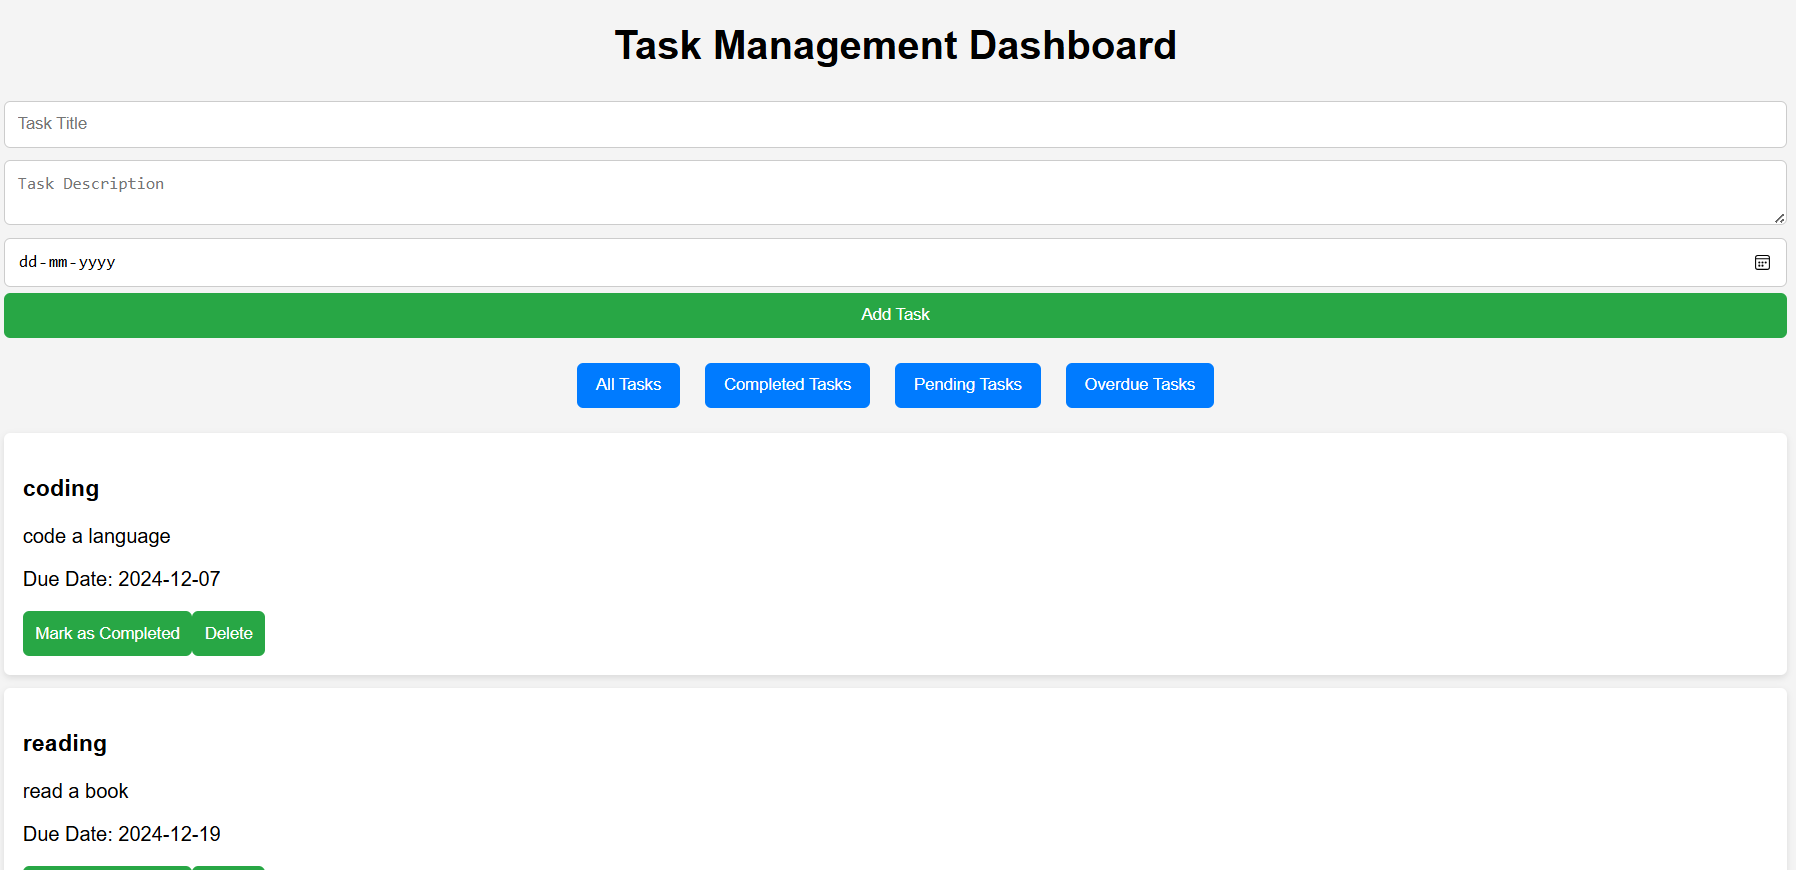 Task Management Dashboard
Task Title
Task Description
dd-mm-yyyy
Add Task
All Tasks Completed Tasks Pending Tasks Overdue Tasks
coding
code a language
Due Date: 2024-12-07
Mark as Completed Delete
reading
read a book
Due Date: 2024-12-19